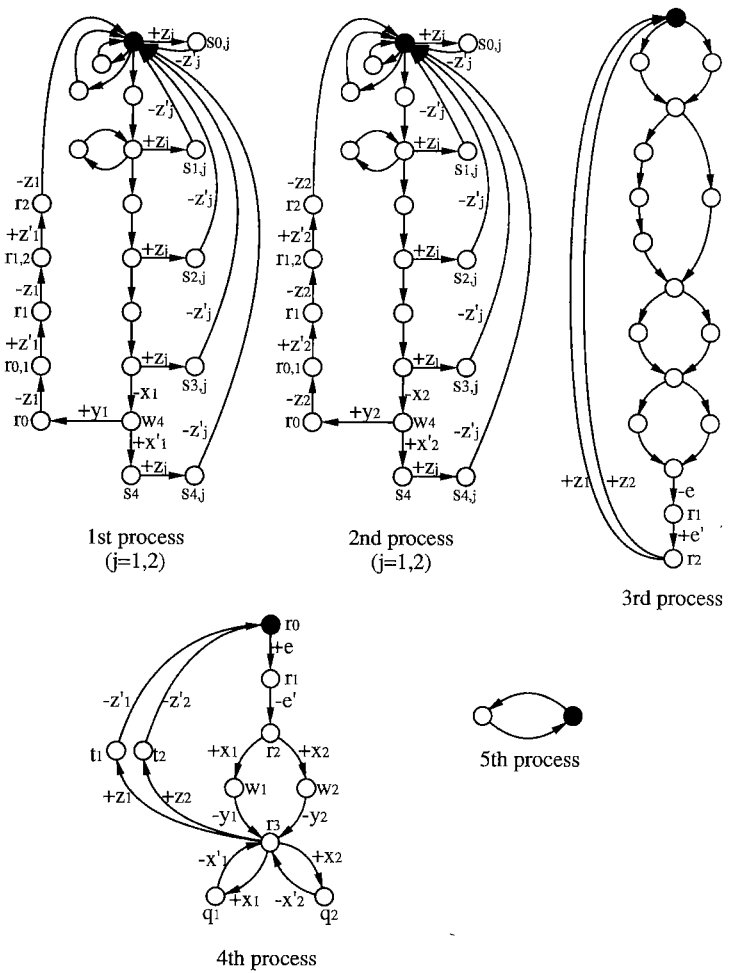 +zj
s0,j
-z'j
-z'j
+zj
s1,j
-z1
r2
+z'1
-z'j
r1,2
+zj
s2,j
-z1
r1
-z'j
+z'1
r0,1
+zj
s3,j
-z1
-x1
r0
+y1
w4
-z'j
+x'1
+zj
s4
s4,j
1st process
(j=1,2)
+zj
s0,j
-z'j
-z'j
+zj
s1,j
-z2
r2
+z'2
-z'j
r1,2
+zj
s2,j
-z2
r1
-z'j
+z'2
r0,1
+z1
s3,j
-z2
-x2
r0
+y2
w4
-z'j
+x'2
+zj
s4
s4,j
2nd process
(j=1,2)
+z1
+z2
-e
r1
+e'
r2
3rd process
r0
+e
r1
-e'
-z'1
-z'2
r2
t1
t2
+x1
+x2
w1
w2
+z1
+z2
-y1
-y2
r3
-x'1
+x2
+x1
-x'2
q1
q2
4th process
5th process